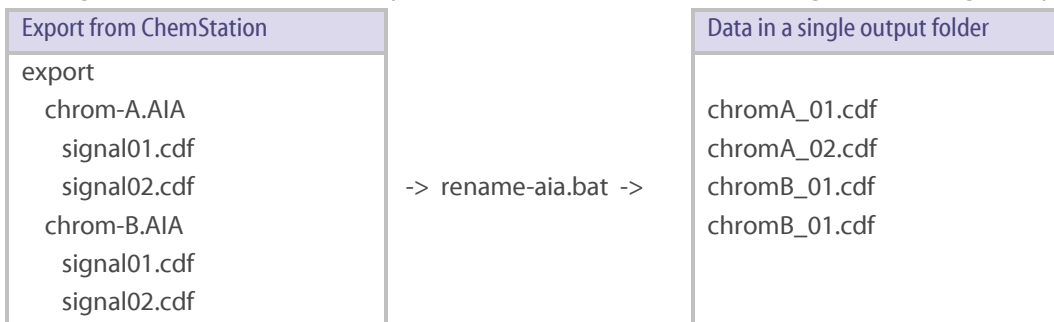 Export from ChemStation
export
chrom-A.AIA
signal01.cdf
signal02.cdf
chrom-B.AIA
signal01.cdf
signal02.cdf
-> rename-aia.bat ->
Data in a single output folder
chromA_01.cdf
chromA_02.cdf
chromB_01.cdf
chromB_01.cdf